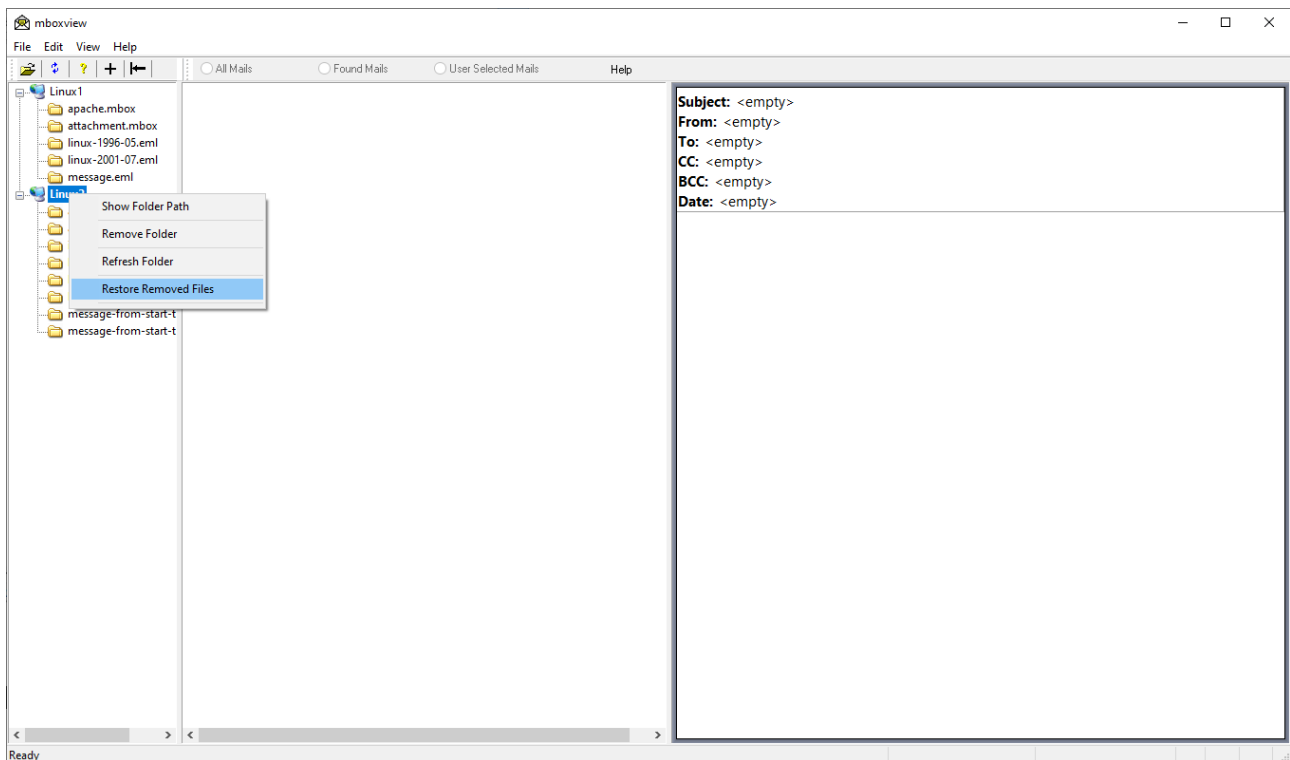 mboxview
File Edit View Help
? All Mails Found Mails User Selected Mails Help
Linux1
apache.mbox
attachment.mbox
linux-1996-05.eml
linux-2001-07.eml
message.eml
Show Folder Path
Remove Folder
Refresh Folder
Restore Removed Files
message-from-start-t
message-from-start-t
Subject: <empty>
From: <empty>
To: <empty>
CC: <empty>
BCC: <empty>
Date: <empty>
Ready